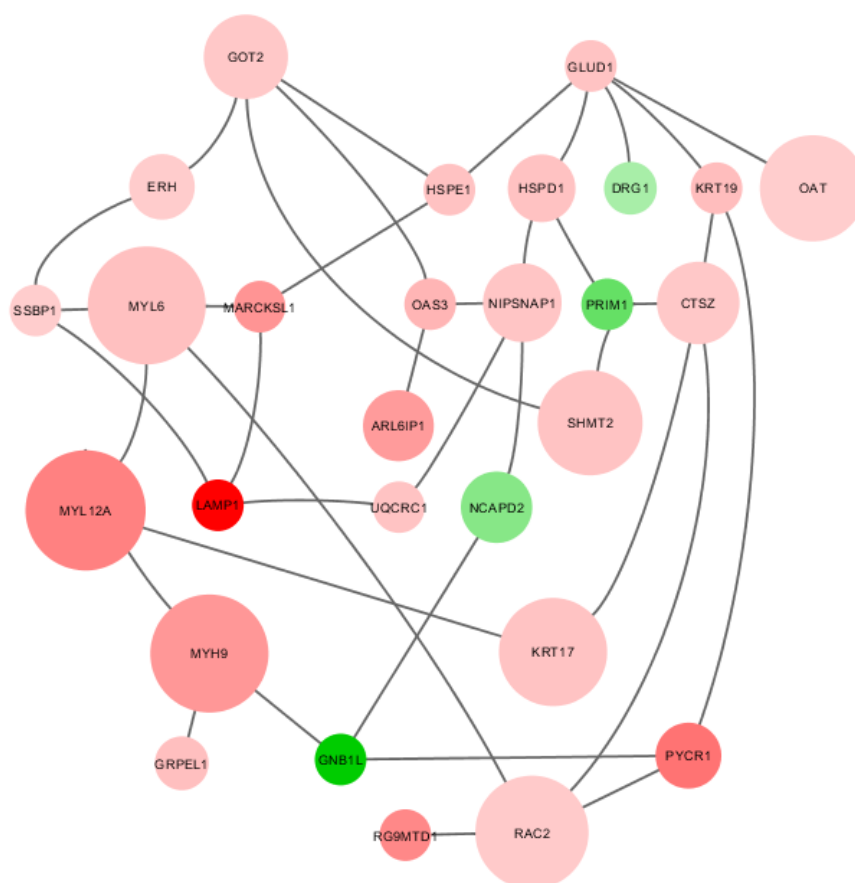 GOT2
GLUD1
ERH
HSPE1
HSPD1
DRG1
KRT19
OAT
SSBP1
MYL6
MARCKSL1
OAS3
NIPSNAP1
PRIM1
CTSZ
ARL6IP1
SHMT2
MYL12A
LAMP1
UQCRC1
NCAPD2
MYH9
KRT17
GRPEL1
GNB1L
PYCR1
RG9MTD1
RAC2